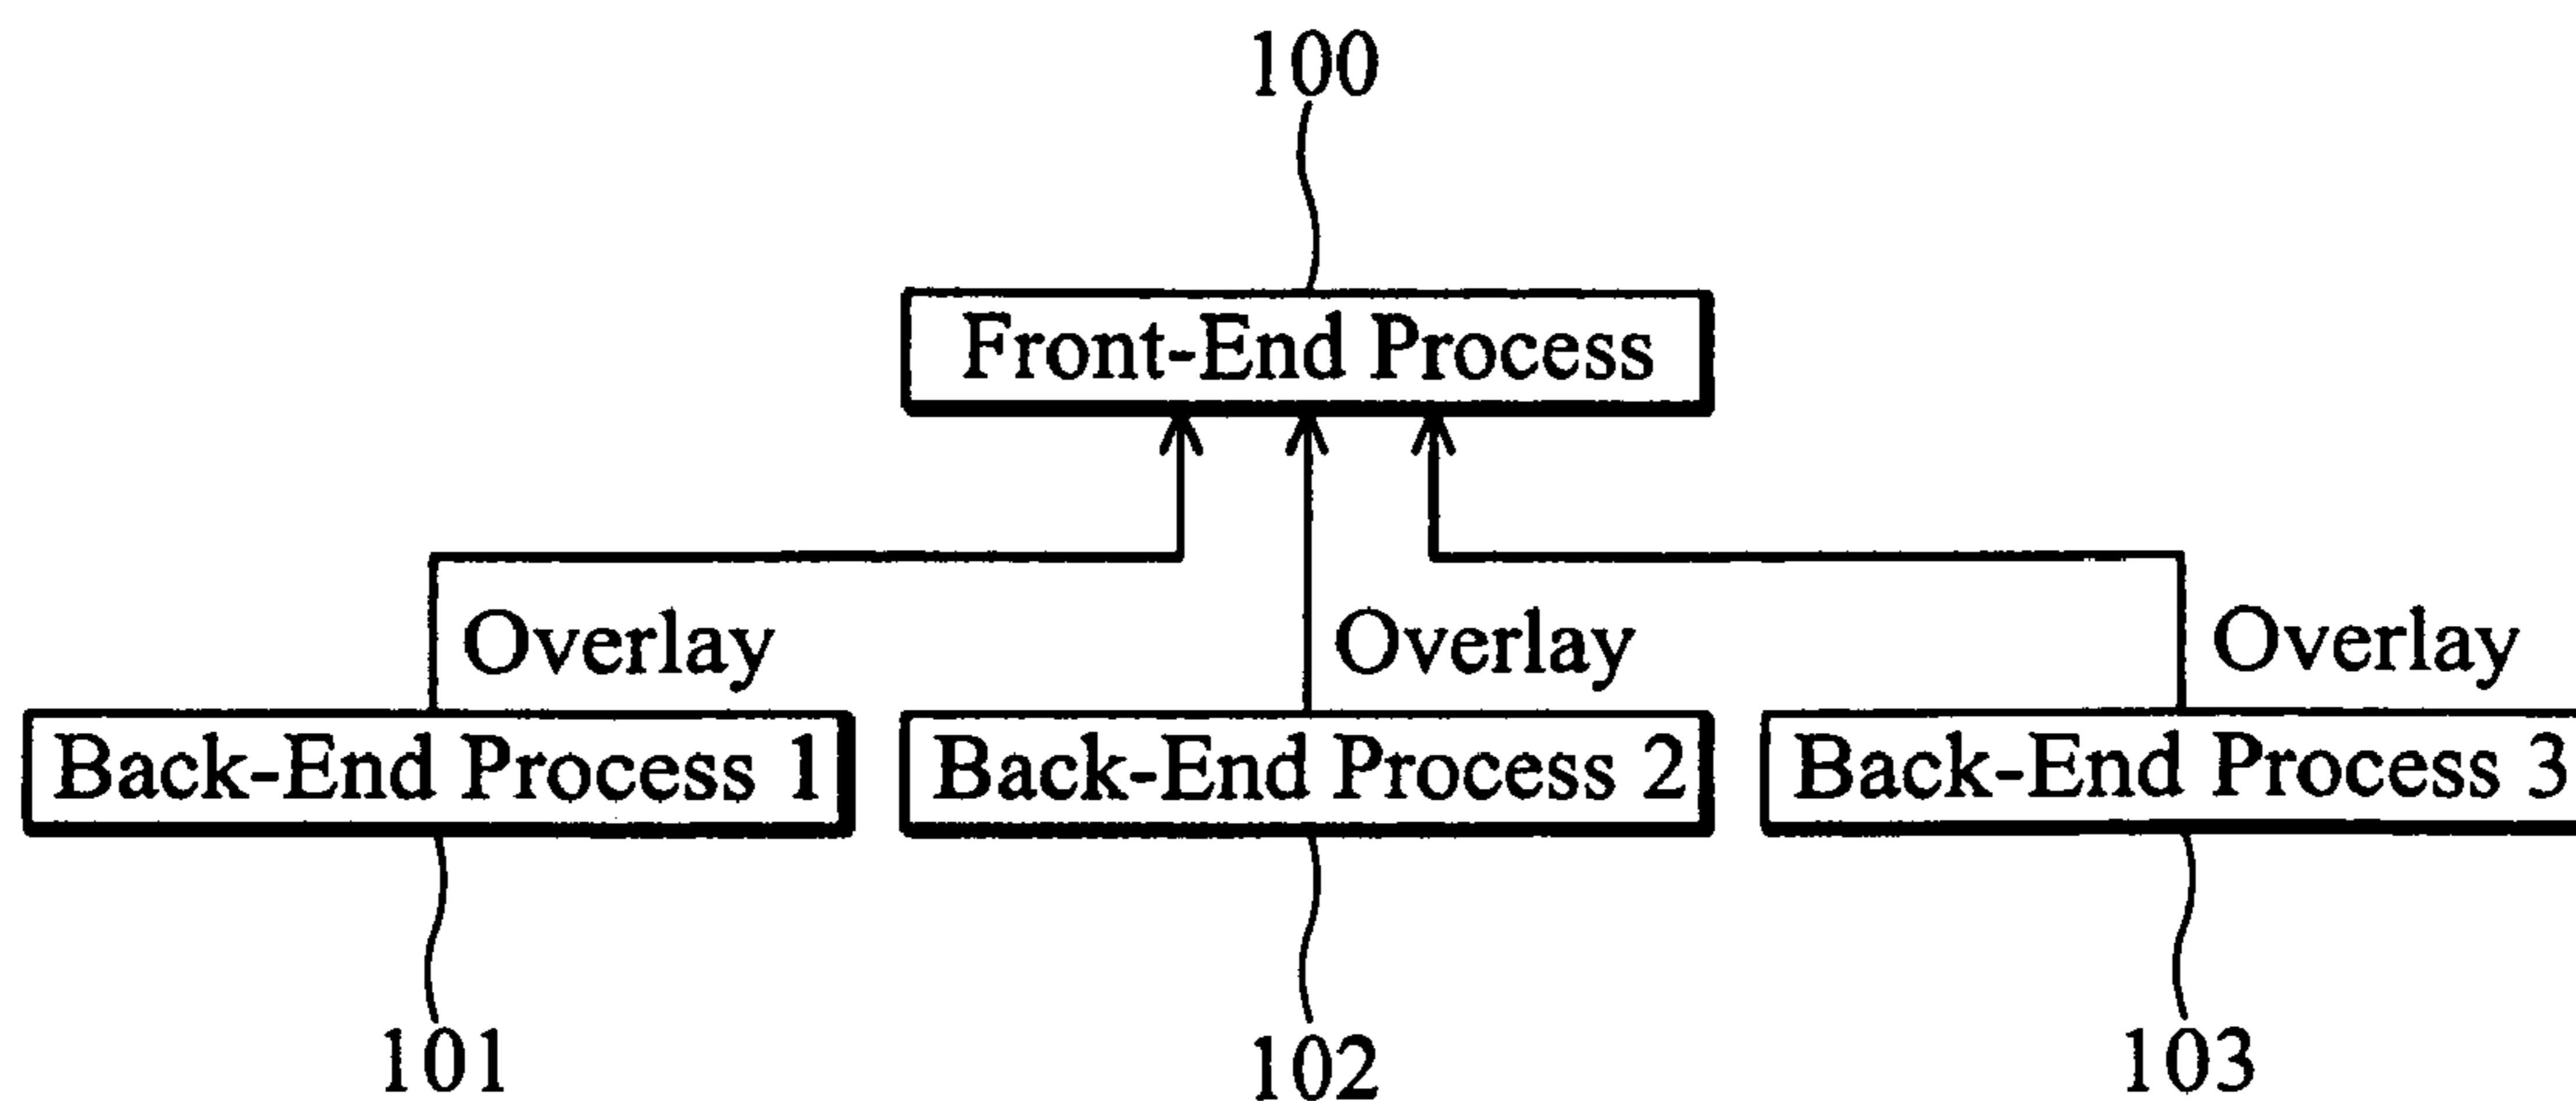 100
Front-End Process
Overlay Overlay Overlay
Back-End Process 1 Back-End Process 2 Back-End Process 3
101 102 103